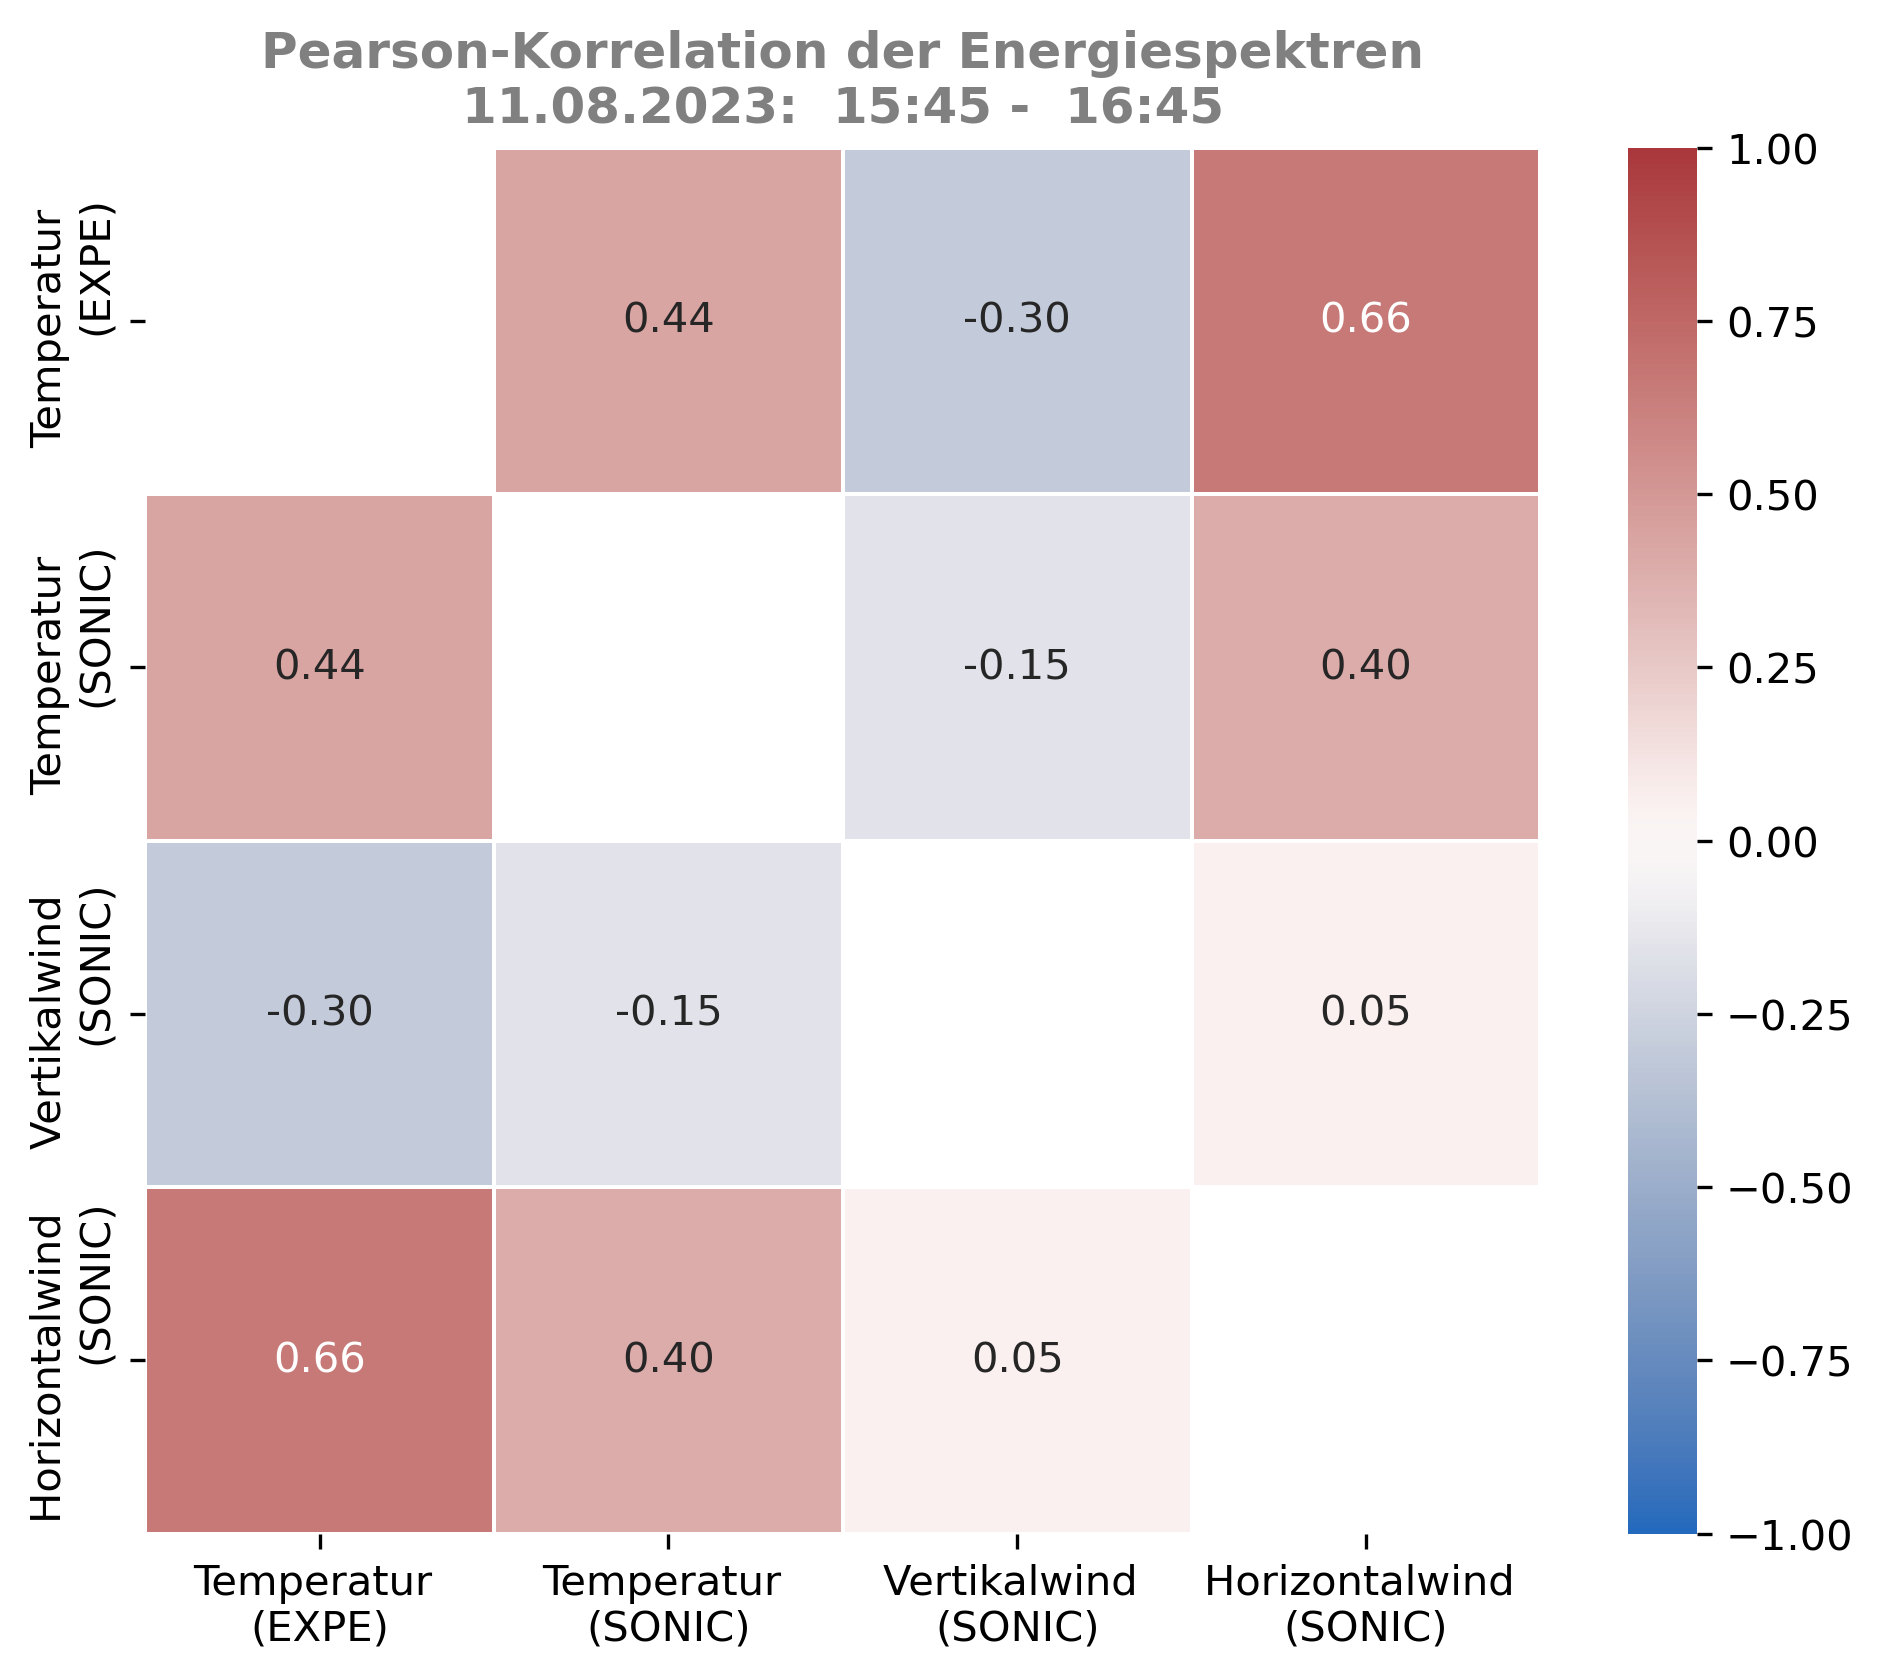 Pearson-Korrelation der Energiespektren
11.08.2023:  15:45 -  16:45
Temperatur
(EXPE)
0.44
-0.30
0.66
Temperatur
(SONIC)
0.44
-0.15
0.40
Vertikalwind
(SONIC)
-0.30
-0.15
0.05
Horizontalwind
(SONIC)
0.66
0.40
0.05
Temperatur
(EXPE)
Temperatur
(SONIC)
Vertikalwind
(SONIC)
Horizontalwind
(SONIC)
1.00
0.75
0.50
0.25
0.00
−0.25
−0.50
−0.75
−1.00